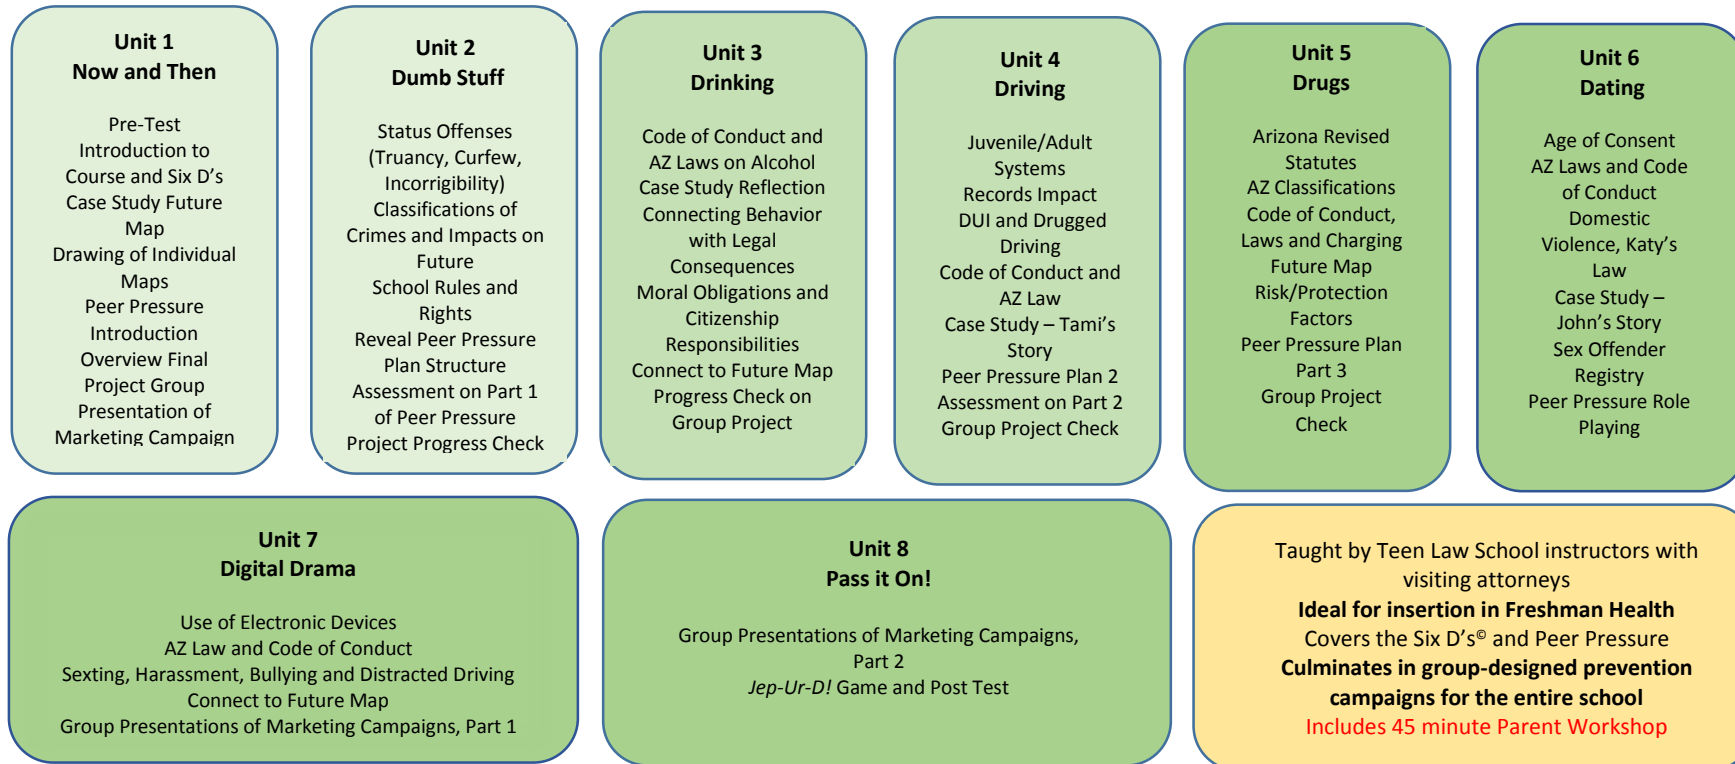 Unit 1
Now and Then
Pre-Test
Introduction to
Course and Six D's
Case Study Future
Map
Drawing of Individual
Maps
Peer Pressure
Introduction
Overview Final
Project Group
Presentation of
Marketing Campaign
Unit 2
Dumb Stuff
Status Offenses
(Truancy, Curfew,
Incorrigibility)
Classifications of
Crimes and Impacts on
Future
School Rules and
Rights
Reveal Peer Pressure
Plan Structure
Assessment on Part 1
of Peer Pressure
Project Progress Check
Unit 3
Drinking
Code of Conduct and
AZ Laws on Alcohol
Case Study Reflection
Connecting Behavior
with Legal
Consequences
Moral Obligations and
Citizenship
Responsibilities
Connect to Future Map
Progress Check on
Group Project
Unit 4
Driving
Juvenile/Adult
Systems
Records Impact
DUI and Drugged
Driving
Code of Conduct and
AZ Law
Case Study – Tami's
Story
Peer Pressure Plan 2
Assessment on Part 2
Group Project Check
Unit 5
Drugs
Arizona Revised
Statutes
AZ Classifications
Code of Conduct,
Laws and Charging
Future Map
Risk/Protection
Factors
Peer Pressure Plan
Part 3
Group Project
Check
Unit 6
Dating
Age of Consent
AZ Laws and Code
of Conduct
Domestic
Violence, Katy's
Law
Case Study –
John's Story
Sex Offender
Registry
Peer Pressure Role
Playing
Unit 7
Digital Drama
Use of Electronic Devices
AZ Law and Code of Conduct
Sexting, Harassment, Bullying and Distracted Driving
Connect to Future Map
Group Presentations of Marketing Campaigns, Part 1
Unit 8
Pass it On!
Group Presentations of Marketing Campaigns,
Part 2
Jep-Ur-D! Game and Post Test
Taught by Teen Law School instructors with
visiting attorneys
Ideal for insertion in Freshman Health
Covers the Six D's© and Peer Pressure
Culminates in group-designed prevention
campaigns for the entire school
Includes 45 minute Parent Workshop